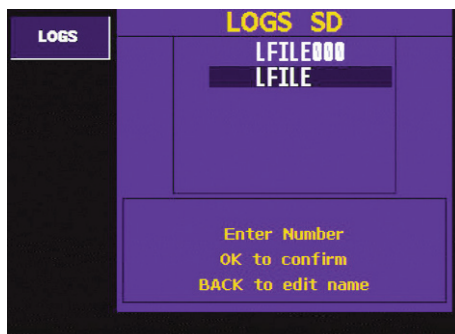 LOGS
LOGS SD
LFILE000
LFILE
Enter Number
OK to confirm
BACK to edit name